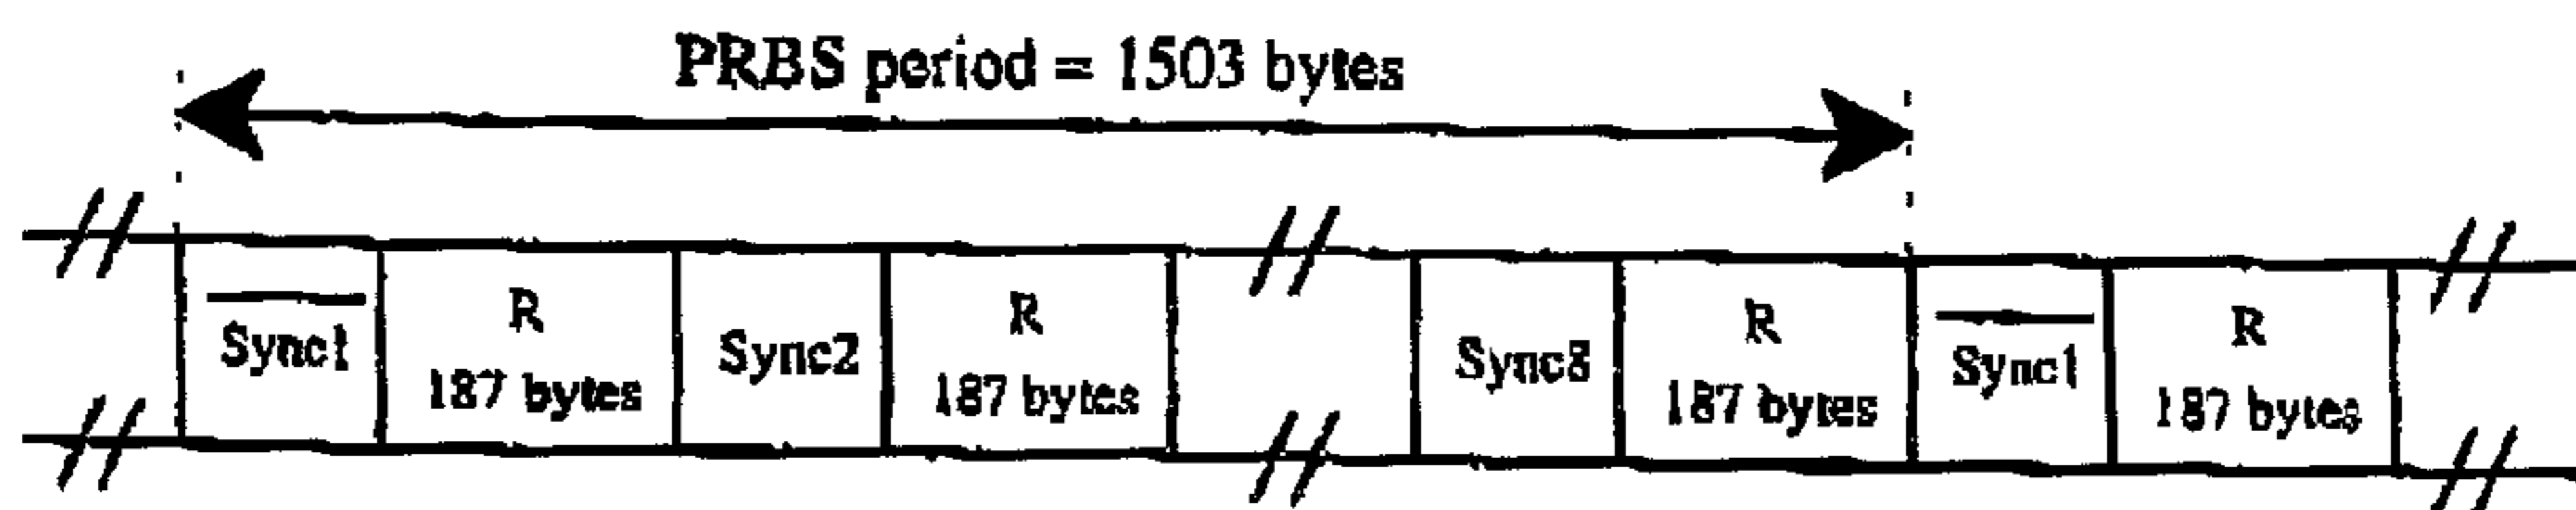 PRBS period = 1503 bytes
Sync1
R
187 bytes
Sync2
R
187 bytes
Sync8
R
187 bytes
Sync1
R
187 bytes